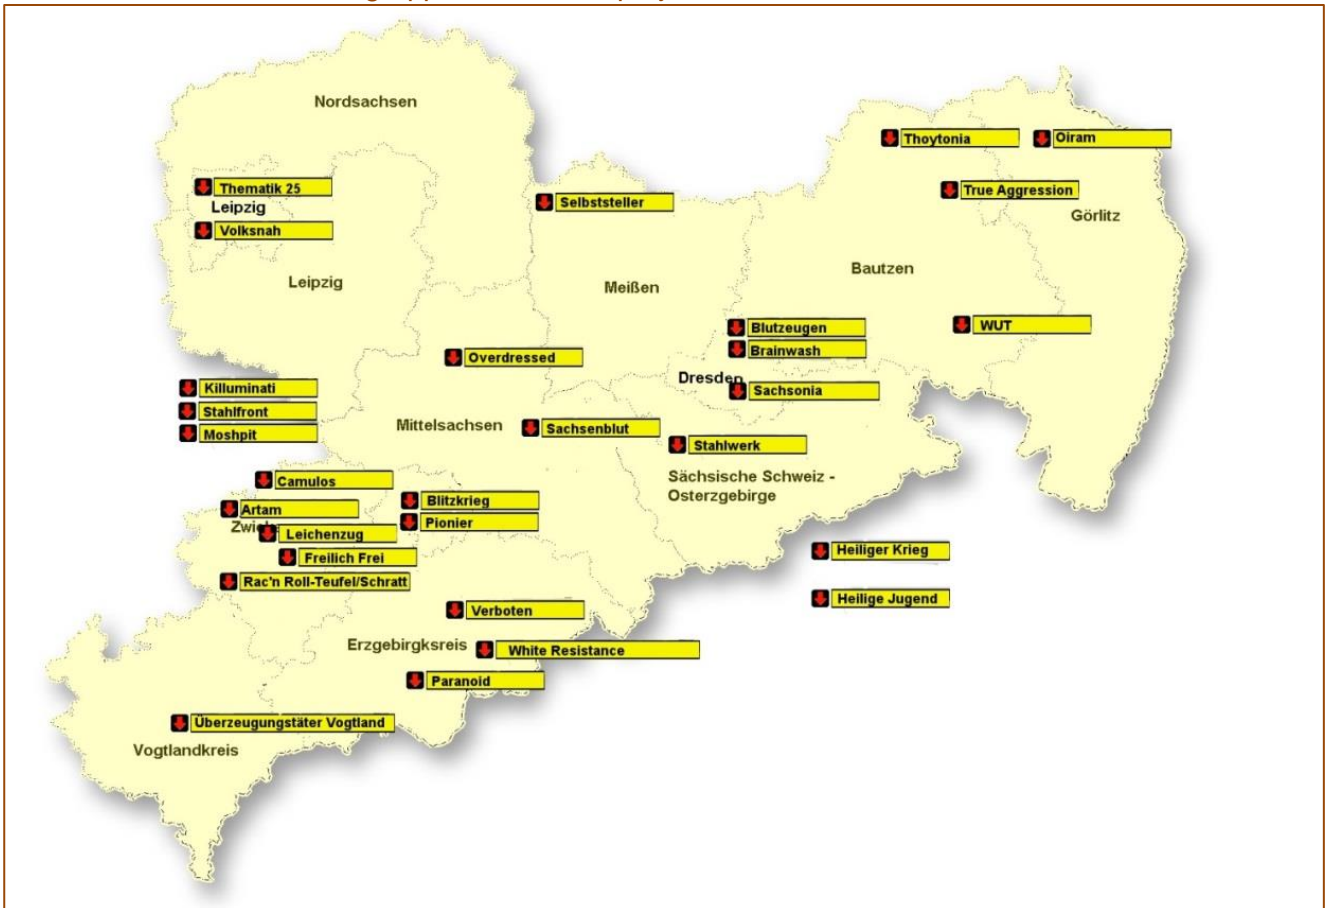 Nordsachsen
Thoytonia
Oiram
Thematik 25
True Aggression
Leipzig
Selbststeller
Görlitz
Volksnah
Bautzen
Leipzig
Meißen
Blutzeugen
WUT
Brainwash
Overdressed
Dresden
Killuminati
Sachsonia
Stahlfront
Mittelsachsen
Sachsenblut
Moshpit
Stahlwerk
Camulos
Sächsische Schweiz -
Osterzgebirge
Blitzkrieg
Artam
Pionier
Leichenzug
Freilich Frei
Heiliger Krieg
Rac'n Roll-Teufel/Schratt
Heilige Jugend
Verboten
Erzgebirgksreis
White Resistance
Paranoid
Überzeugungstäter Vogtland
Vogtlandkreis